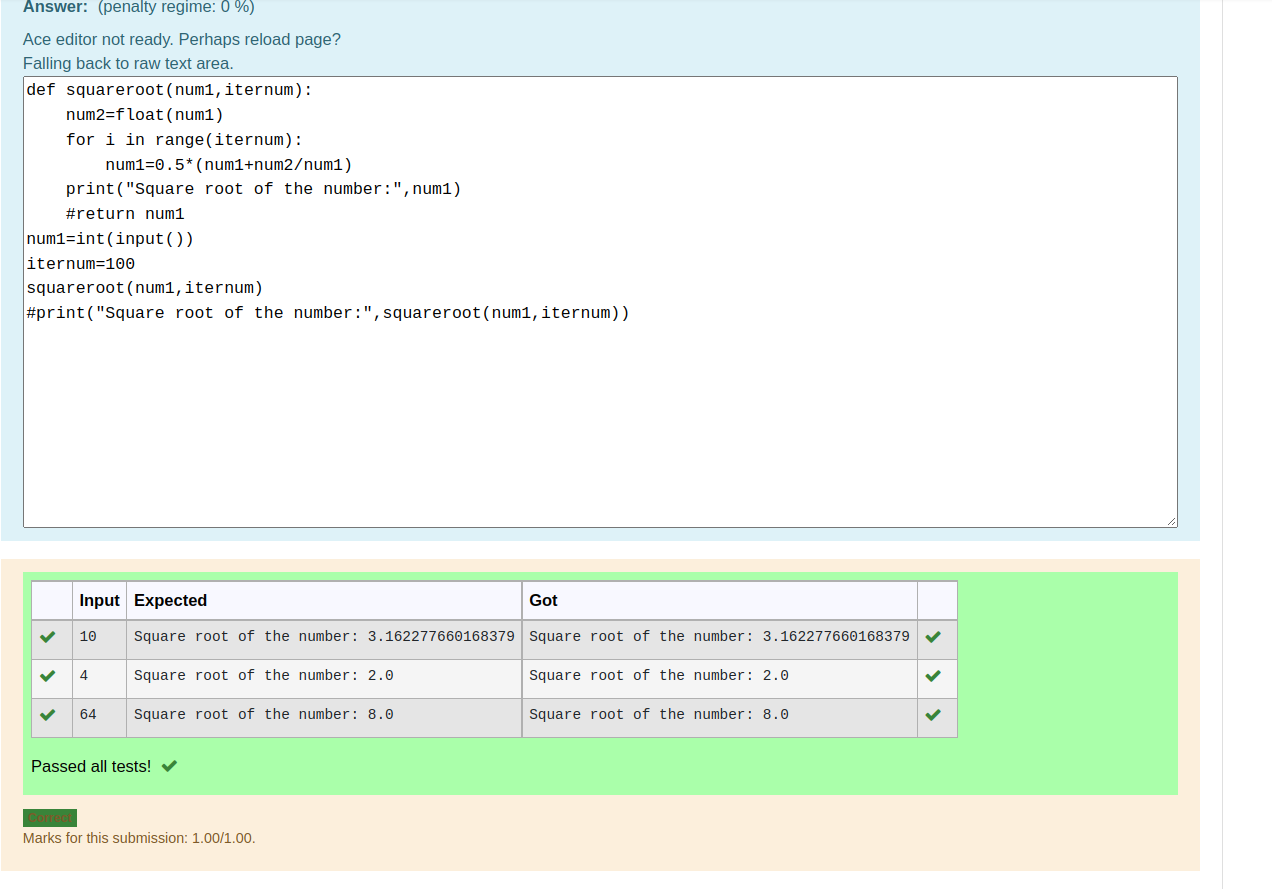 Answer: (penalty regime: 0 %)
Ace editor not ready. Perhaps reload page?
Falling back to raw text area.
def squareroot(num1,iternum):
    num2=float(num1)
    for i in range(iternum):
        num1=0.5*(num1+num2/num1)
    print("Square root of the number:",num1)
    #return num1
num1=int(input())
iternum=100
squareroot(num1,iternum)
#print("Square root of the number:",squareroot(num1,iternum))
Input Expected Got
10 Square root of the number: 3.162277660168379 Square root of the number: 3.162277660168379
4 Square root of the number: 2.0 Square root of the number: 2.0
64 Square root of the number: 8.0 Square root of the number: 8.0
Passed all tests!
Correct
Marks for this submission: 1.00/1.00.